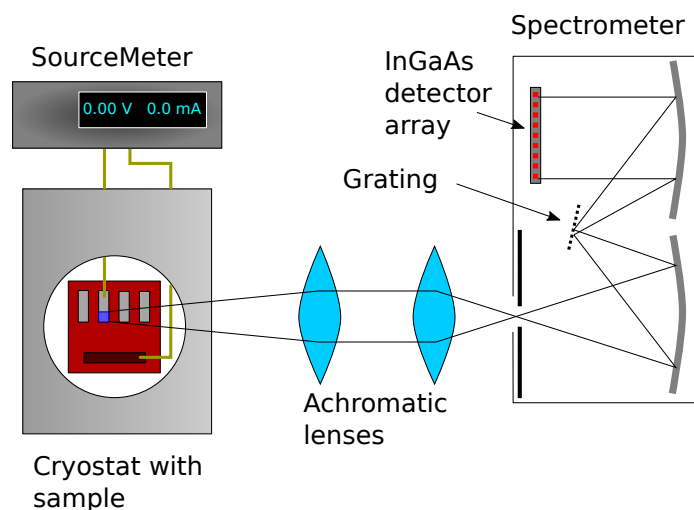 Spectrometer
SourceMeter
InGaAs
detector
array
0.00 V 0.0 mA
Grating
Achromatic
lenses
Cryostat with
sample